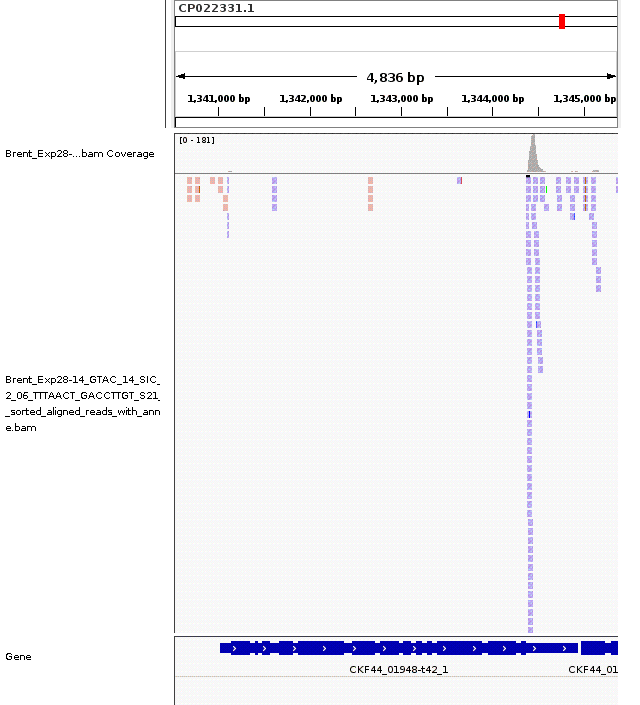 CP022331.1
4,836 bp
1,341,000 bp 1,342,000 bp 1,343,000 bp 1,344,000 bp 1,345,000 bp
Brent_Exp28-...bam Coverage
[0 - 181]
Brent_Exp28-14_GTAC_14_SIC_
2_06_TTTAACT_GACCTTGT_S21_
_sorted_aligned_reads_with_ann
e.bam
Gene
CKF44_01948-t42_1 CKF44_01